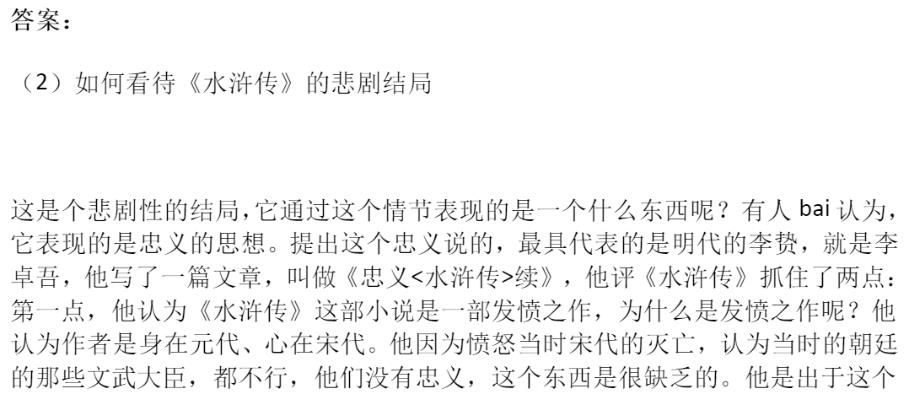 答案：
（2）如何看待《水浒传》的悲剧结局
这是个悲剧性的结局，它通过这个情节表现的是一个什么东西呢？有人 bai 认为，
它表现的是忠义的思想。提出这个忠义说的，最具代表的是明代的李贽，就是李
卓吾，他写了一篇文章，叫做《忠义<水浒传>续》，他评《水浒传》抓住了两点：
第一点，他认为《水浒传》这部小说是一部发愤之作，为什么是发愤之作呢？他
认为作者是身在元代、心在宋代。他因为愤怒当时宋代的灭亡，认为当时的朝廷
的那些文武大臣，都不行，他们没有忠义，这个东西是很缺乏的。他是出于这个